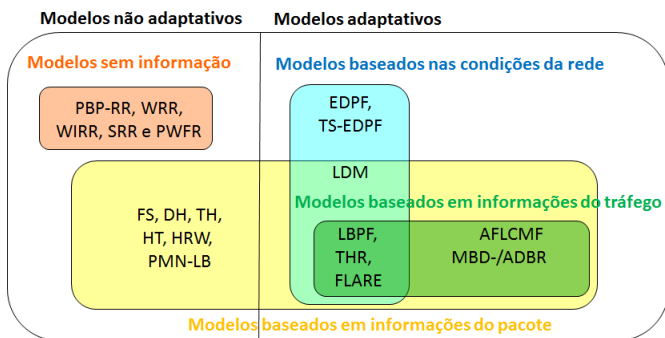 Modelos não adaptativos
Modelos adaptativos
Modelos sem informação
Modelos baseados nas condições da rede
PBP-RR, WRR,
WIRR, SRR e PWFR
EDPF,
TS-EDPF
LDM
Modelos baseados em informações do tráfego
FS, DH, TH,
HT, HRW,
PMN-LB
LBPF,
THR,
FLARE
AFLCMF
MBD-/ADBR
Modelos baseados em informações do pacote